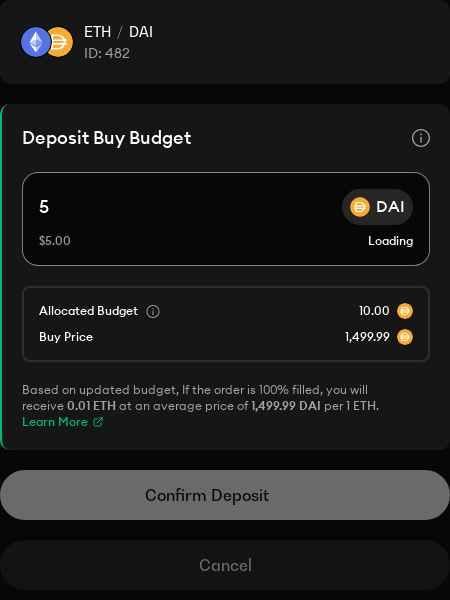 ETH / DAI
ID: 482
Deposit Buy Budget
5
DAI
$5.00
Loading
Allocated Budget
10.00
Buy Price
1,499.99
Based on updated budget, If the order is 100% filled, you will
receive 0.01 ETH at an average price of 1,499.99 DAI per 1 ETH.
Learn More
Confirm Deposit
Cancel